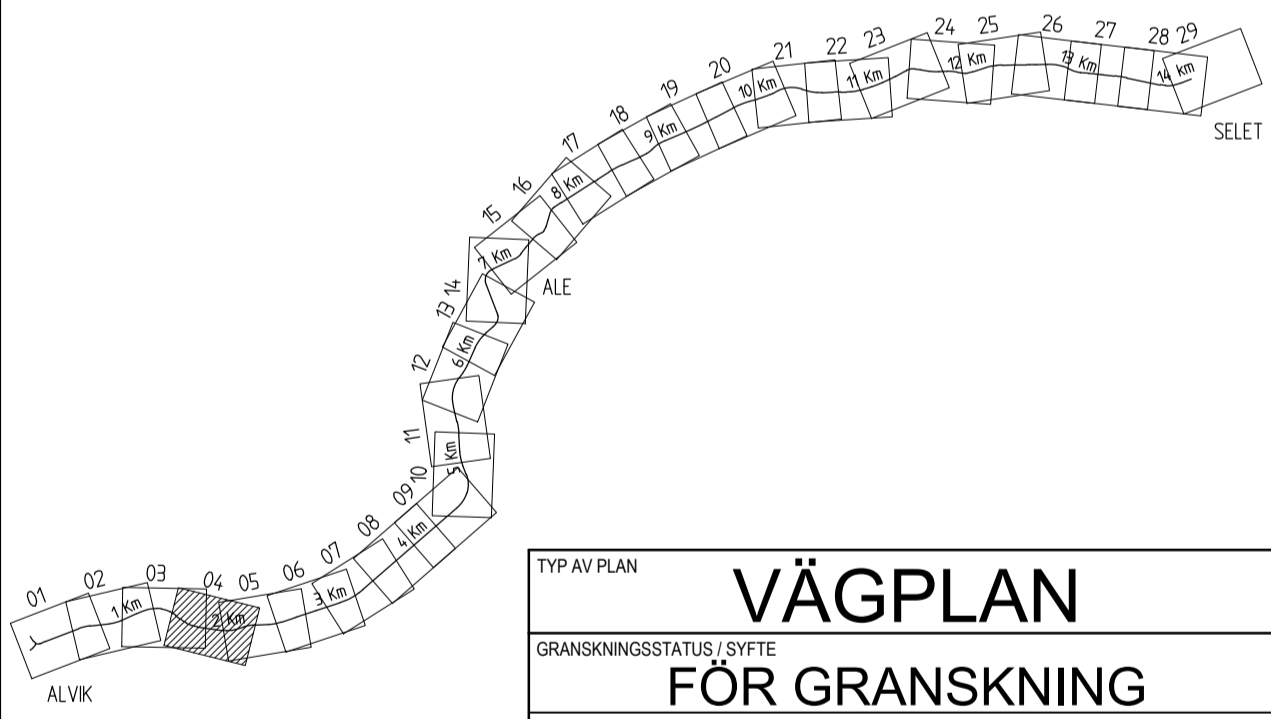 01
02
03
04
05
06
07
08
09
10
11
12
13
14
15
16
17
18
19
20
21
22
23
24
25
26
27
28
29
1 Km
2 Km
3 Km
4 Km
5 Km
6 Km
7 Km
8 Km
9 Km
10 Km
11 Km
12 Km
13 Km
14 Km
ALVIK
ALE
SELET
TYP AV PLAN
VÄGPLAN
GRANSKNINGSSTATUS / SYFTE
FÖR GRANSKNING